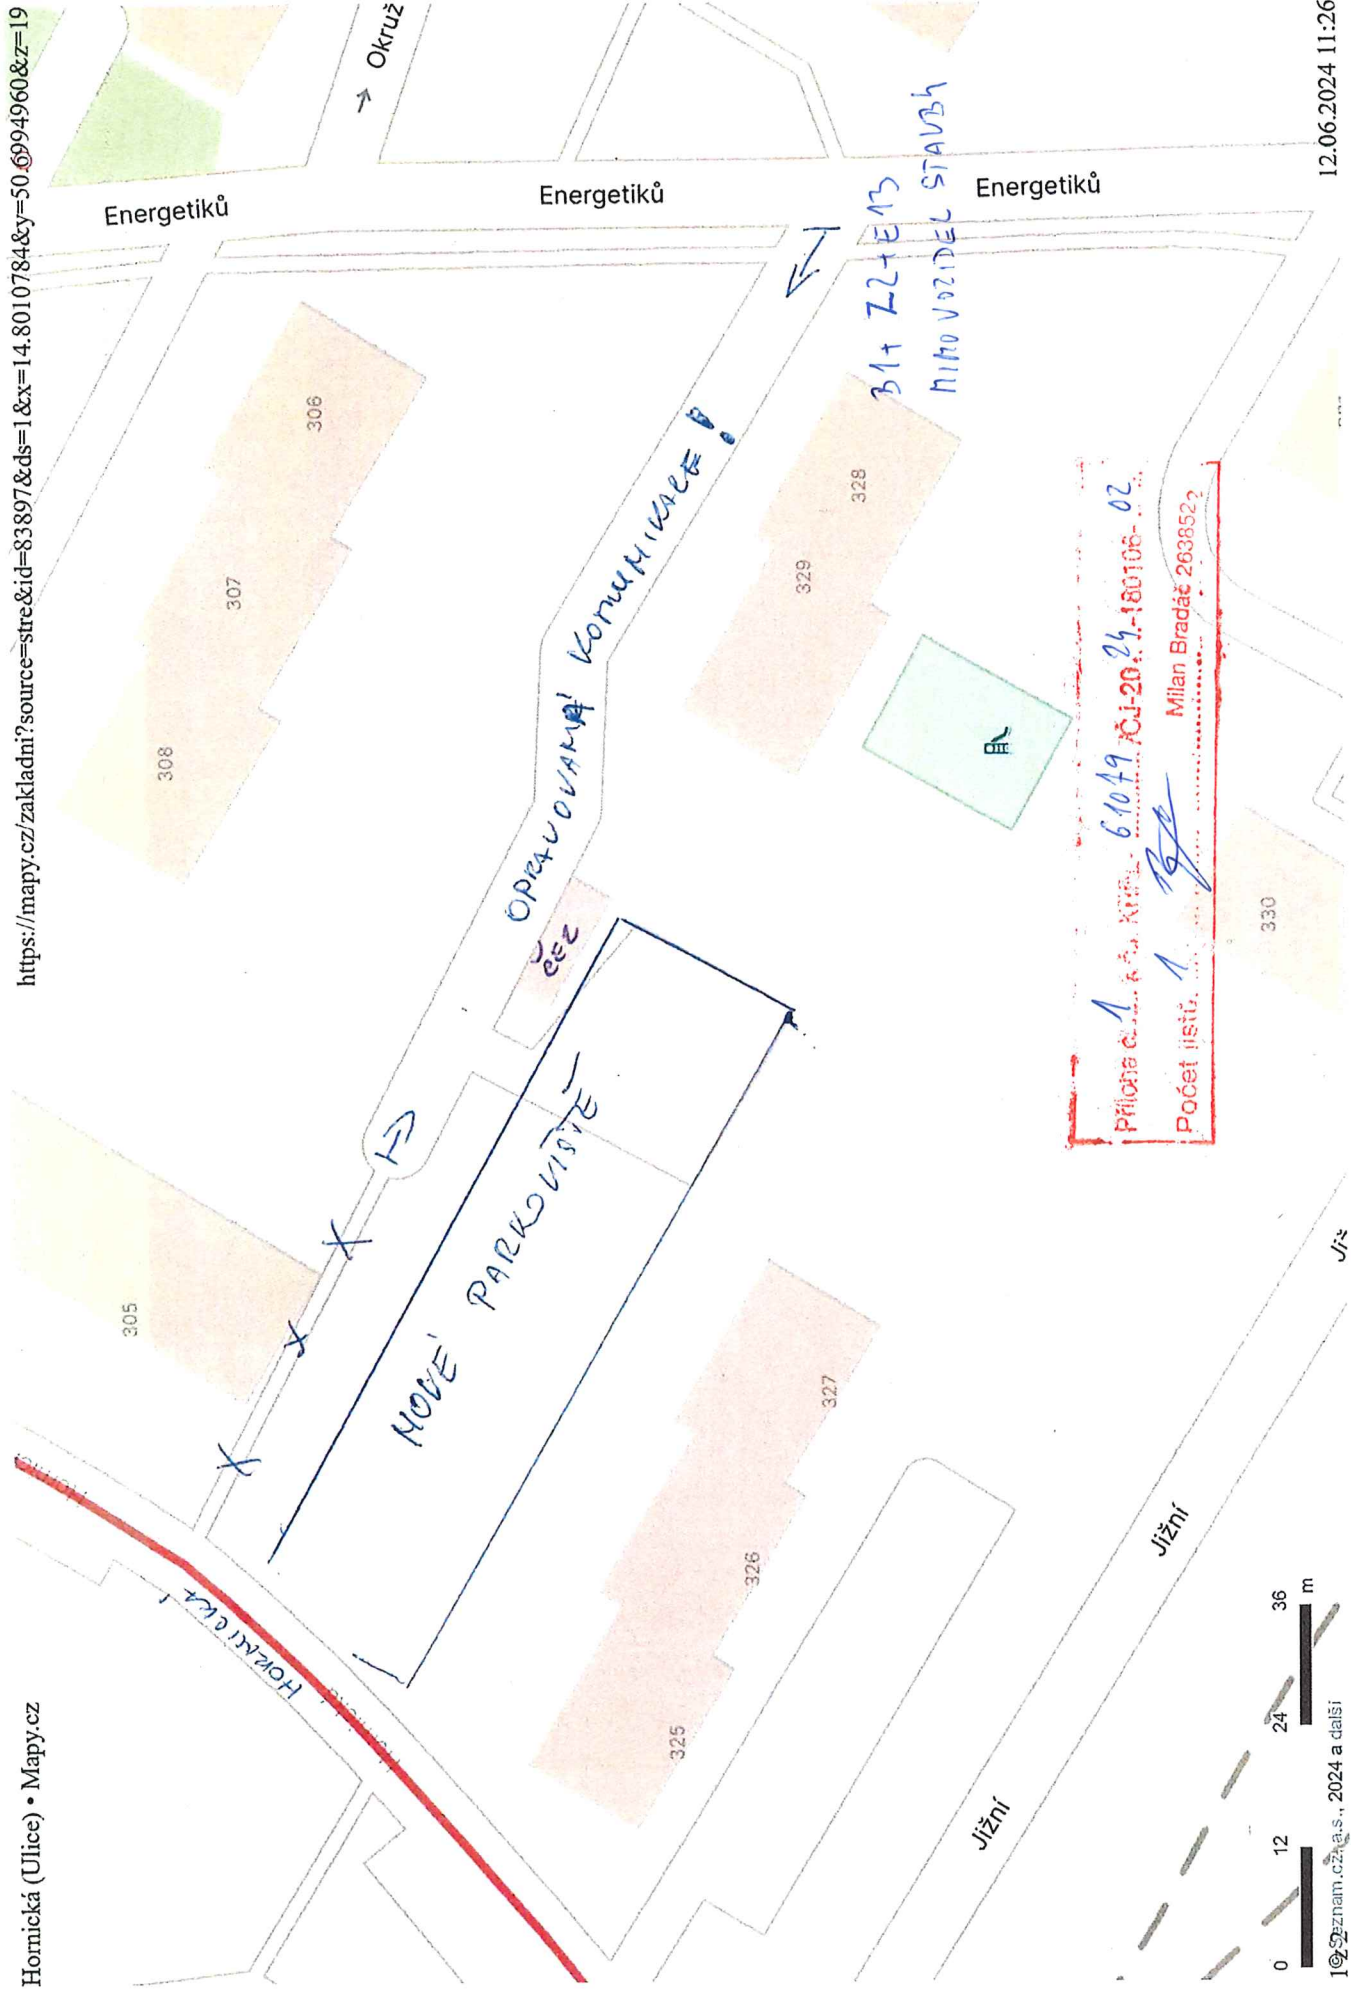 Hornická (Ulice) • Mapy.cz
https://mapy.cz/zakladni?source=stre&id=83897&ds=1&x=14.8010784&y=50.6994960&z=19
→ Okruž
Energetiků
Energetiků
Energetiků
305
306
307
308
HORNICKÁ
X
X
X
NOVÉ PARKOVIŠTĚ
ČEZ
OPRAVOVANÁ KOMUNIKACE!
B1 + Z2 + E13
MIMO VOZIDEL STAVBY
328
329
325
326
327
330
Příloha č. 1 61079 /ČJ-2024-180106-02
Počet listů. 1 Milan Bradáč 263852
Jižní
Jižní
Již
0 12 24 36 m
Seznam.cz, a.s., 2024 a další
12.06.2024 11:26